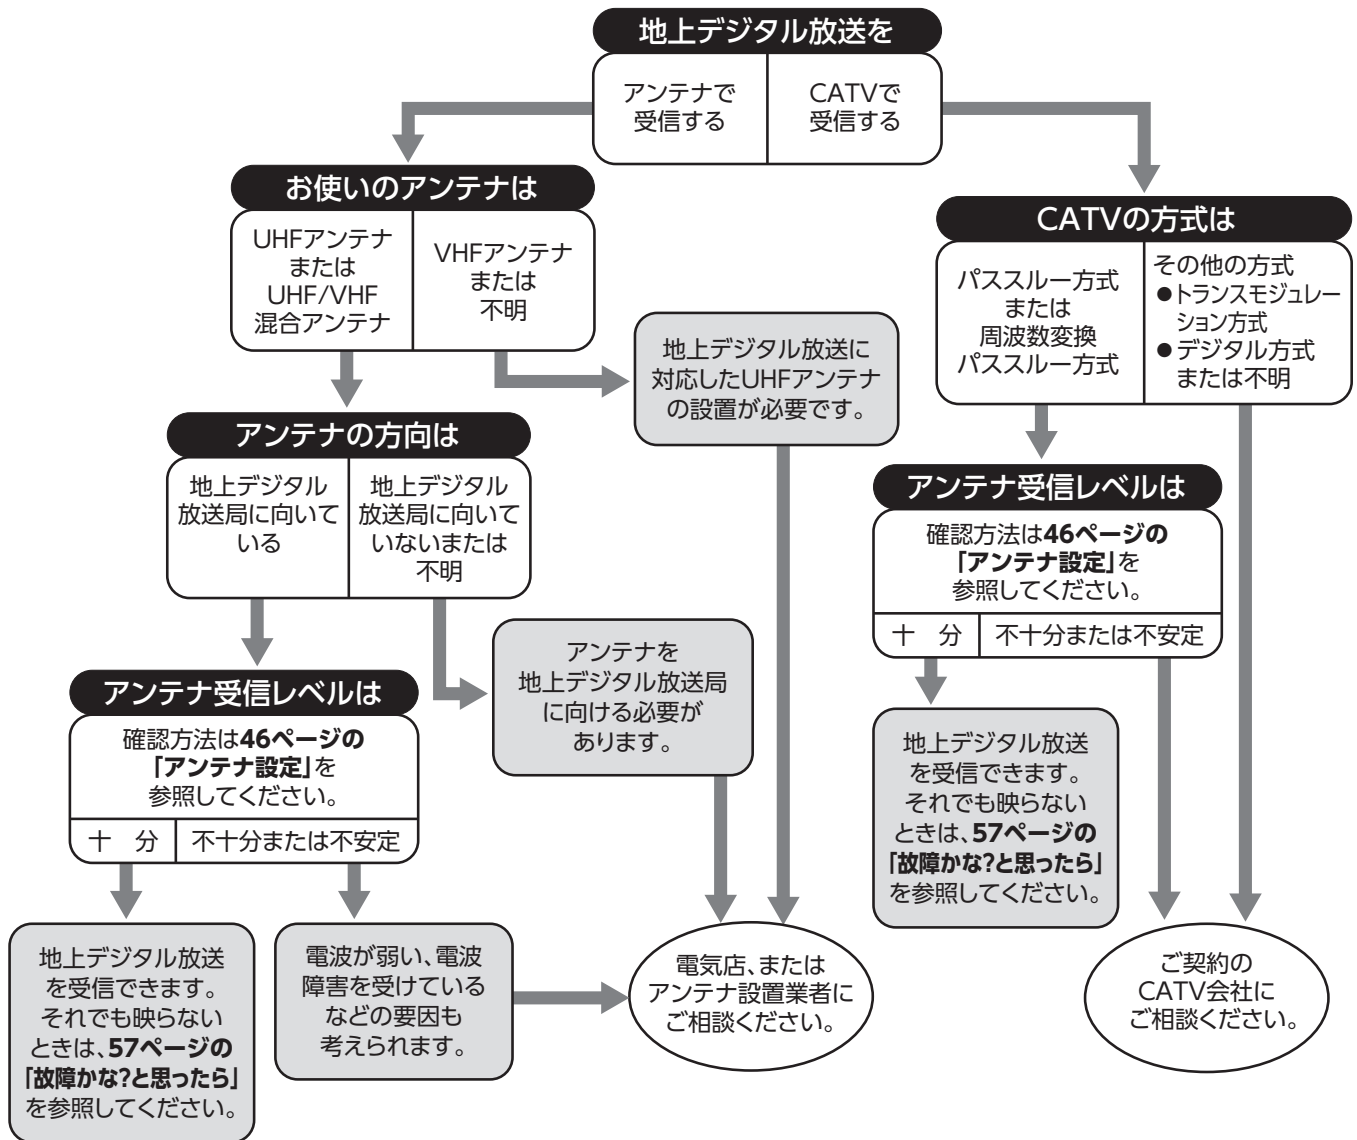 地上デジタル放送を
アンテナで
受信する
CATVで
受信する
お使いのアンテナは
UHFアンテナ
または
UHF/VHF
混合アンテナ
VHFアンテナ
または
不明
地上デジタル放送に
対応したUHFアンテナ
の設置が必要です。
アンテナの方向は
地上デジタル
放送局に向いて
いる
地上デジタル
放送局に向いて
いないまたは
不明
アンテナを
地上デジタル放送局
に向ける必要が
あります。
アンテナ受信レベルは
確認方法は46ページの
「アンテナ設定」を
参照してください。
十　分
不十分または不安定
地上デジタル放送
を受信できます。
それでも映らない
ときは、57ページの
「故障かな?と思ったら」
を参照してください。
電波が弱い、電波
障害を受けている
などの要因も
考えられます。
電気店、または
アンテナ設置業者に
ご相談ください。
CATVの方式は
パススルー方式
または
周波数変換
パススルー方式
その他の方式
●トランスモジュレー
ション方式
●デジタル方式
または不明
アンテナ受信レベルは
確認方法は46ページの
「アンテナ設定」を
参照してください。
十　分
不十分または不安定
地上デジタル放送
を受信できます。
それでも映らない
ときは、57ページの
「故障かな?と思ったら」
を参照してください。
ご契約の
CATV会社に
ご相談ください。